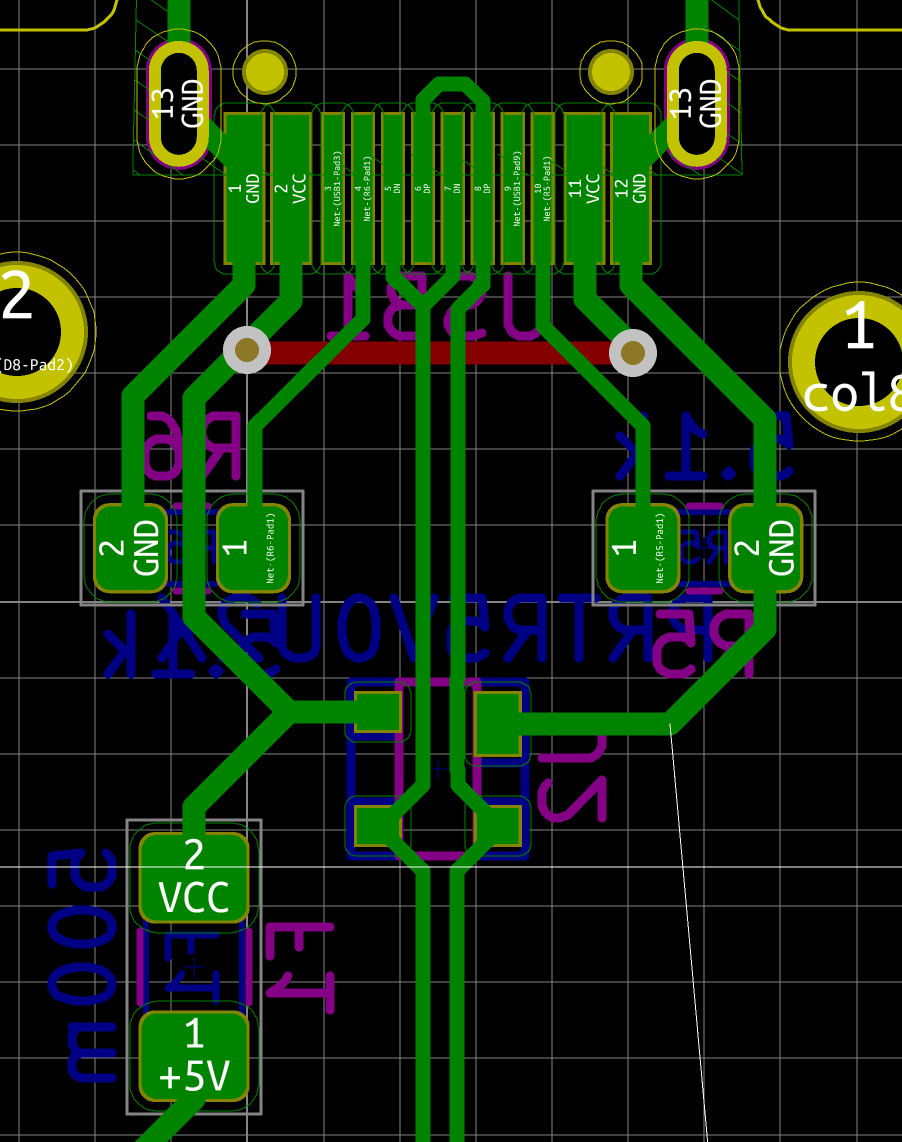 13
GND
13
GND
1
GND
2
VCC
3
Net-(USB1-Pad3)
4
Net-(R6-Pad1)
5
DN
6
DP
7
DN
8
DP
9
Net-(USB1-Pad9)
10
Net-(R5-Pad1)
11
VCC
12
GND
2
(D8-Pad2)
1
col8
USB1
R6
5.1k
2
GND
1
Net-(R6-Pad1)
1
Net-(R5-Pad1)
R5
2
GND
5.1k
R5
U2
2
VCC
500m
F1
F1
1
+5V